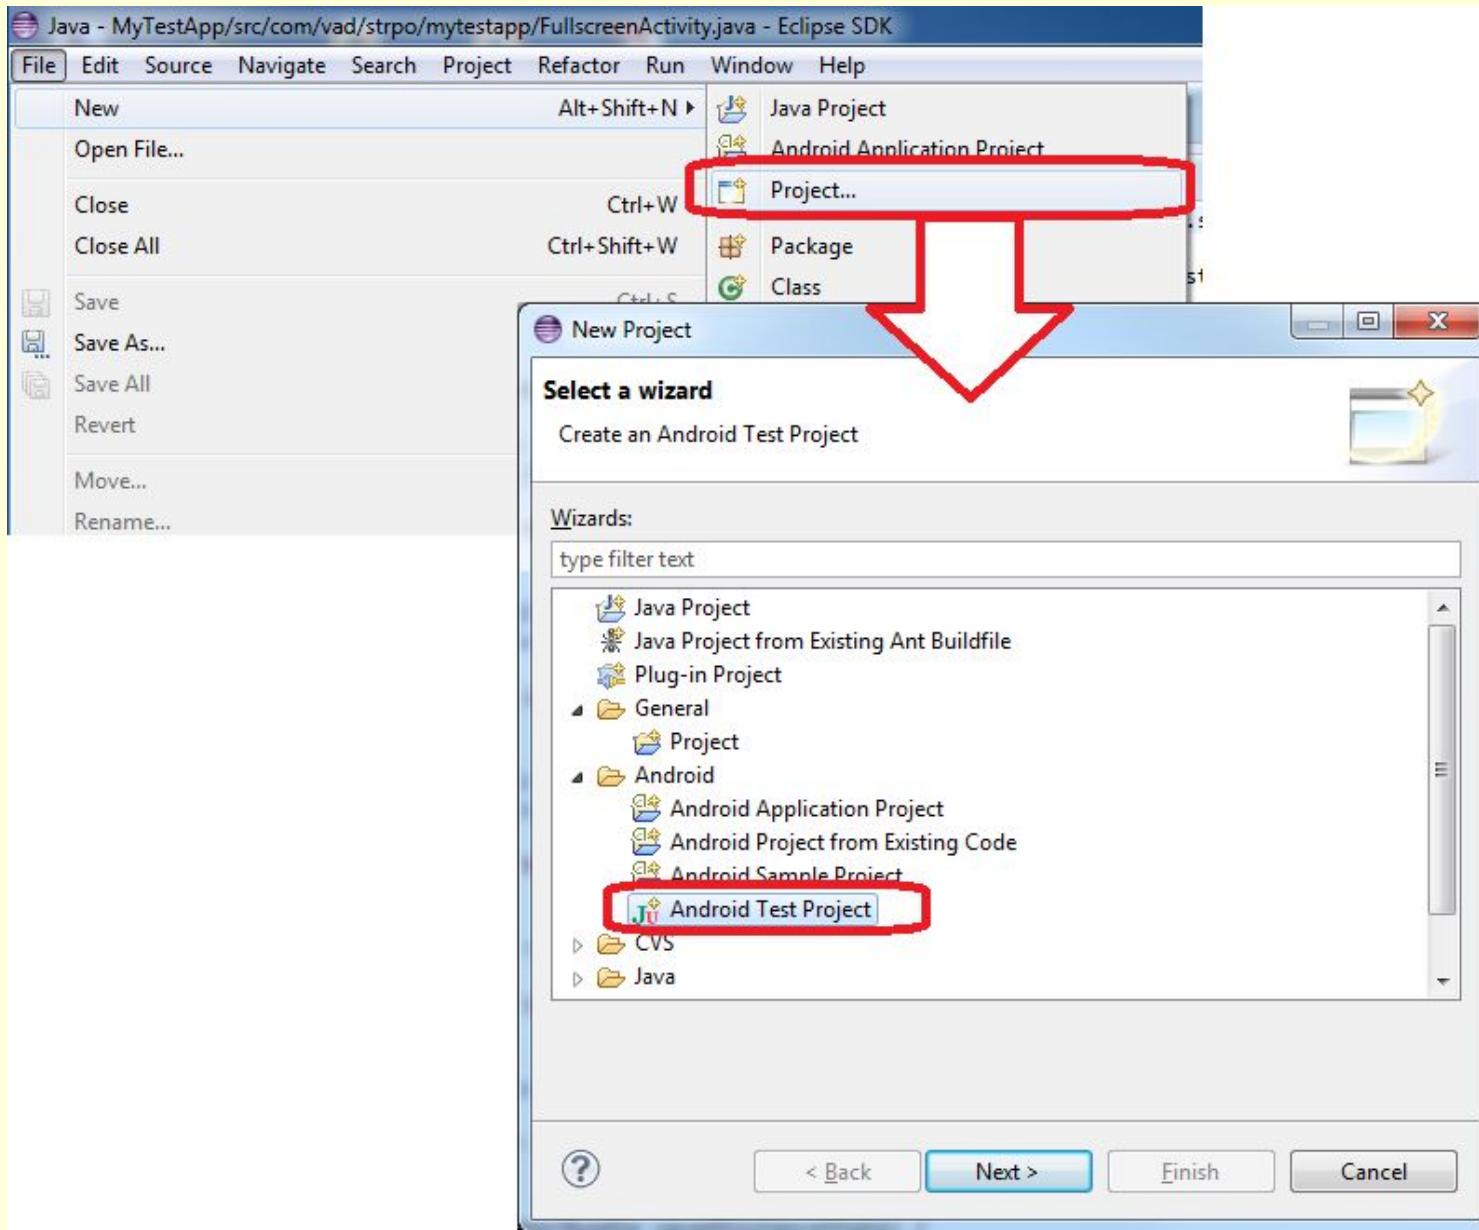 Java - MyTestApp/src/com/vad/strpo/mytestapp/FullscreenActivity.java - Eclipse SDK
File Edit Source Navigate Search Project Refactor Run Window Help
New Alt+Shift+N
Open File...
Close Ctrl+W
Close All Ctrl+Shift+W
Save Ctrl+S
Save As...
Save All
Revert
Move...
Rename...
Java Project
Android Application Project
Project...
Package
Class
New Project
Select a wizard
Create an Android Test Project
Wizards:
type filter text
Java Project
Java Project from Existing Ant Buildfile
Plug-in Project
General
Project
Android
Android Application Project
Android Project from Existing Code
Android Sample Project
Android Test Project
CVS
Java
< Back Next > Finish Cancel